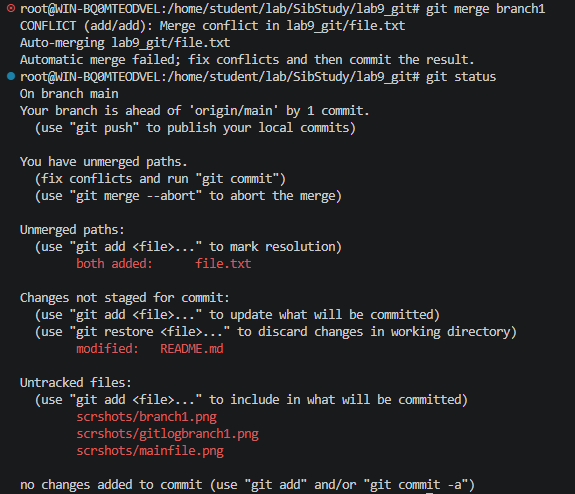 root@WIN-BQ0MTEODVEL:/home/student/lab/SibStudy/lab9_git# git merge branch1
CONFLICT (add/add): Merge conflict in lab9_git/file.txt
Auto-merging lab9_git/file.txt
Automatic merge failed; fix conflicts and then commit the result.
root@WIN-BQ0MTEODVEL:/home/student/lab/SibStudy/lab9_git# git status
On branch main
Your branch is ahead of 'origin/main' by 1 commit.
  (use "git push" to publish your local commits)

You have unmerged paths.
  (fix conflicts and run "git commit")
  (use "git merge --abort" to abort the merge)

Unmerged paths:
  (use "git add <file>..." to mark resolution)
        both added:      file.txt

Changes not staged for commit:
  (use "git add <file>..." to update what will be committed)
  (use "git restore <file>..." to discard changes in working directory)
        modified:   README.md

Untracked files:
  (use "git add <file>..." to include in what will be committed)
        scrshots/branch1.png
        scrshots/gitlogbranch1.png
        scrshots/mainfile.png

no changes added to commit (use "git add" and/or "git commit -a")